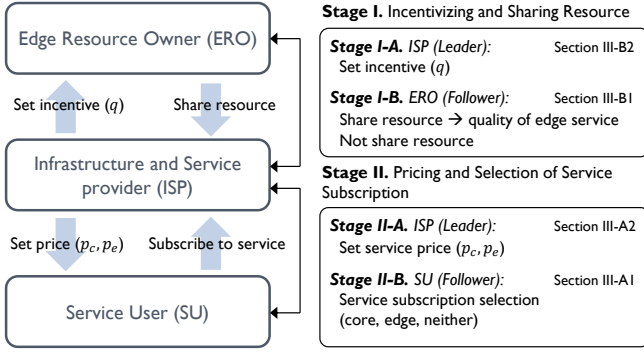 Edge Resource Owner (ERO)
Set incentive (q)
Share resource
Infrastructure and Service
provider (ISP)
Set price (p_c, p_e)
Subscribe to service
Service User (SU)
Stage I. Incentivizing and Sharing Resource
Stage I-A. ISP (Leader): Section III-B2
Set incentive (q)
Stage I-B. ERO (Follower): Section III-B1
Share resource → quality of edge service
Not share resource
Stage II. Pricing and Selection of Service
Subscription
Stage II-A. ISP (Leader): Section III-A2
Set service price (p_c, p_e)
Stage II-B. SU (Follower): Section III-A1
Service subscription selection
(core, edge, neither)